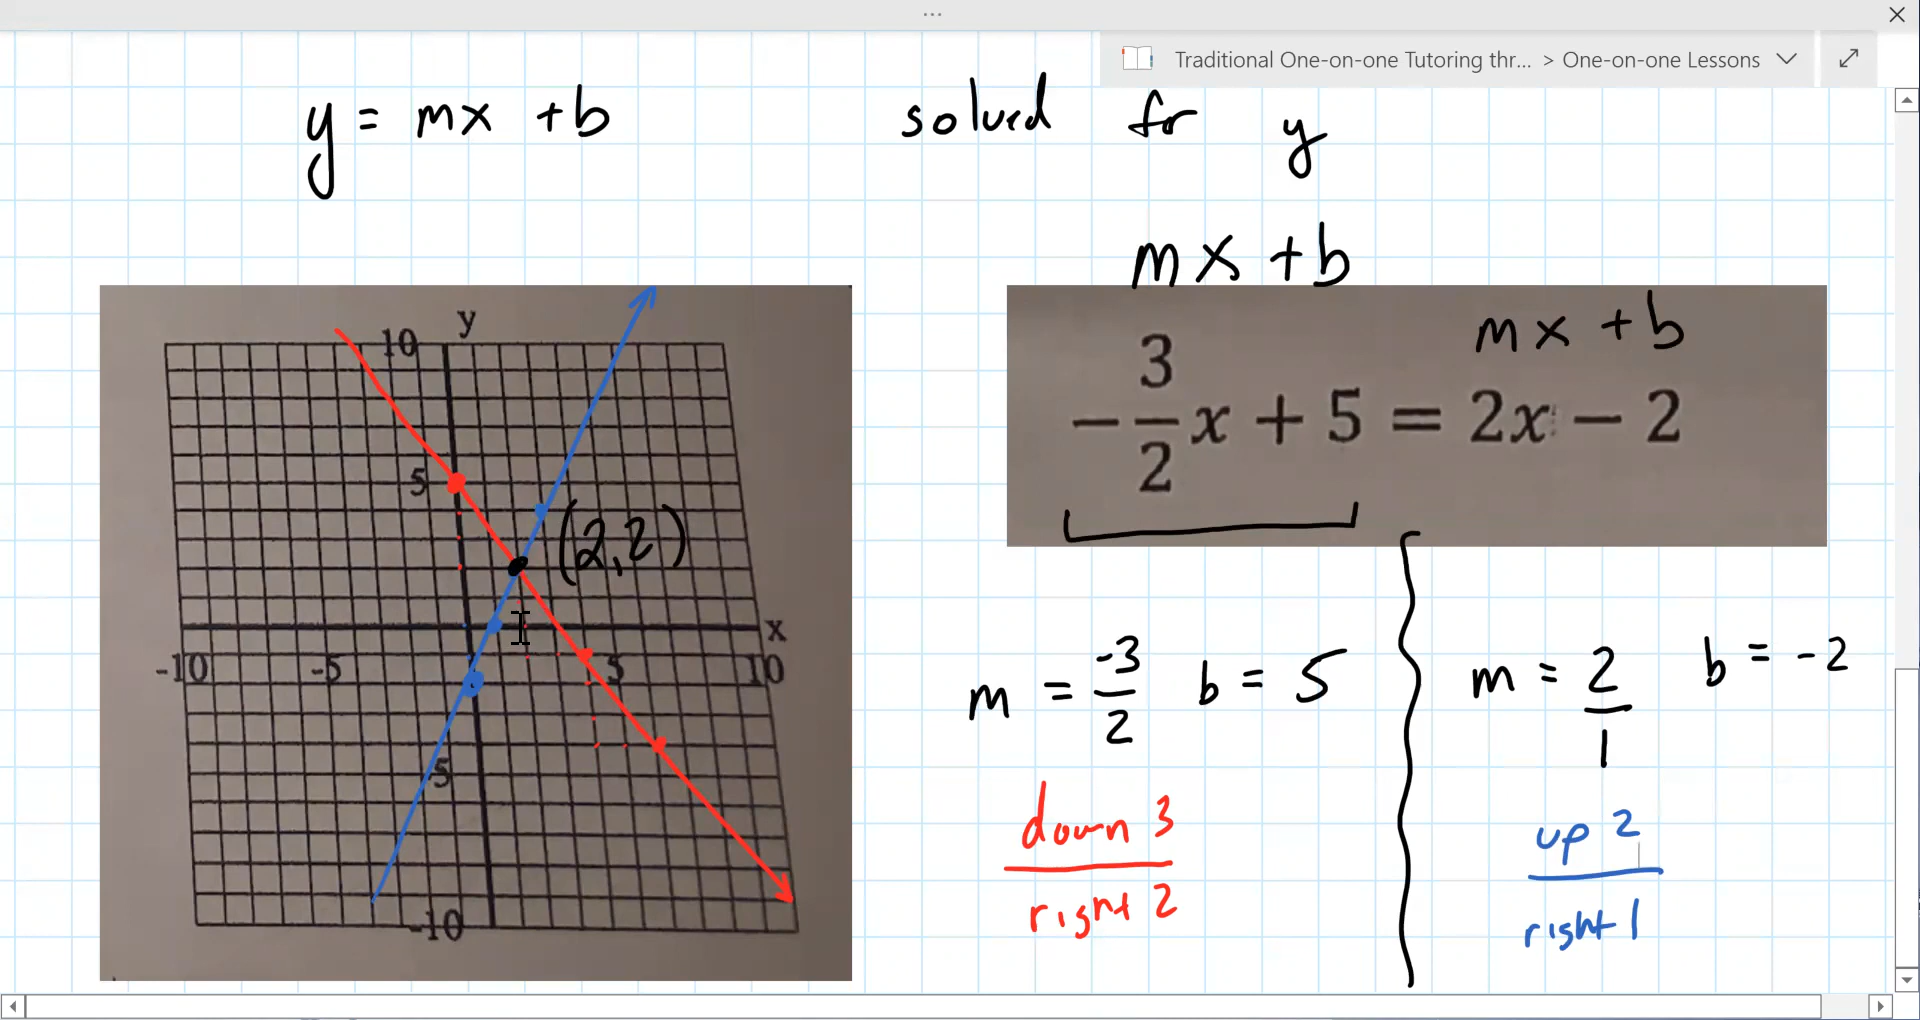 Traditional One-on-one Tutoring thr... > One-on-one Lessons
y = mx + b
solved for y
mx + b
mx + b
-3/2x + 5 = 2x - 2
y
10
5
(2,2)
x
-10 -5 5 10
5
-10
m = -3/2 b = 5
m = 2/1 b = -2
down 3
right 2
up 2
right 1